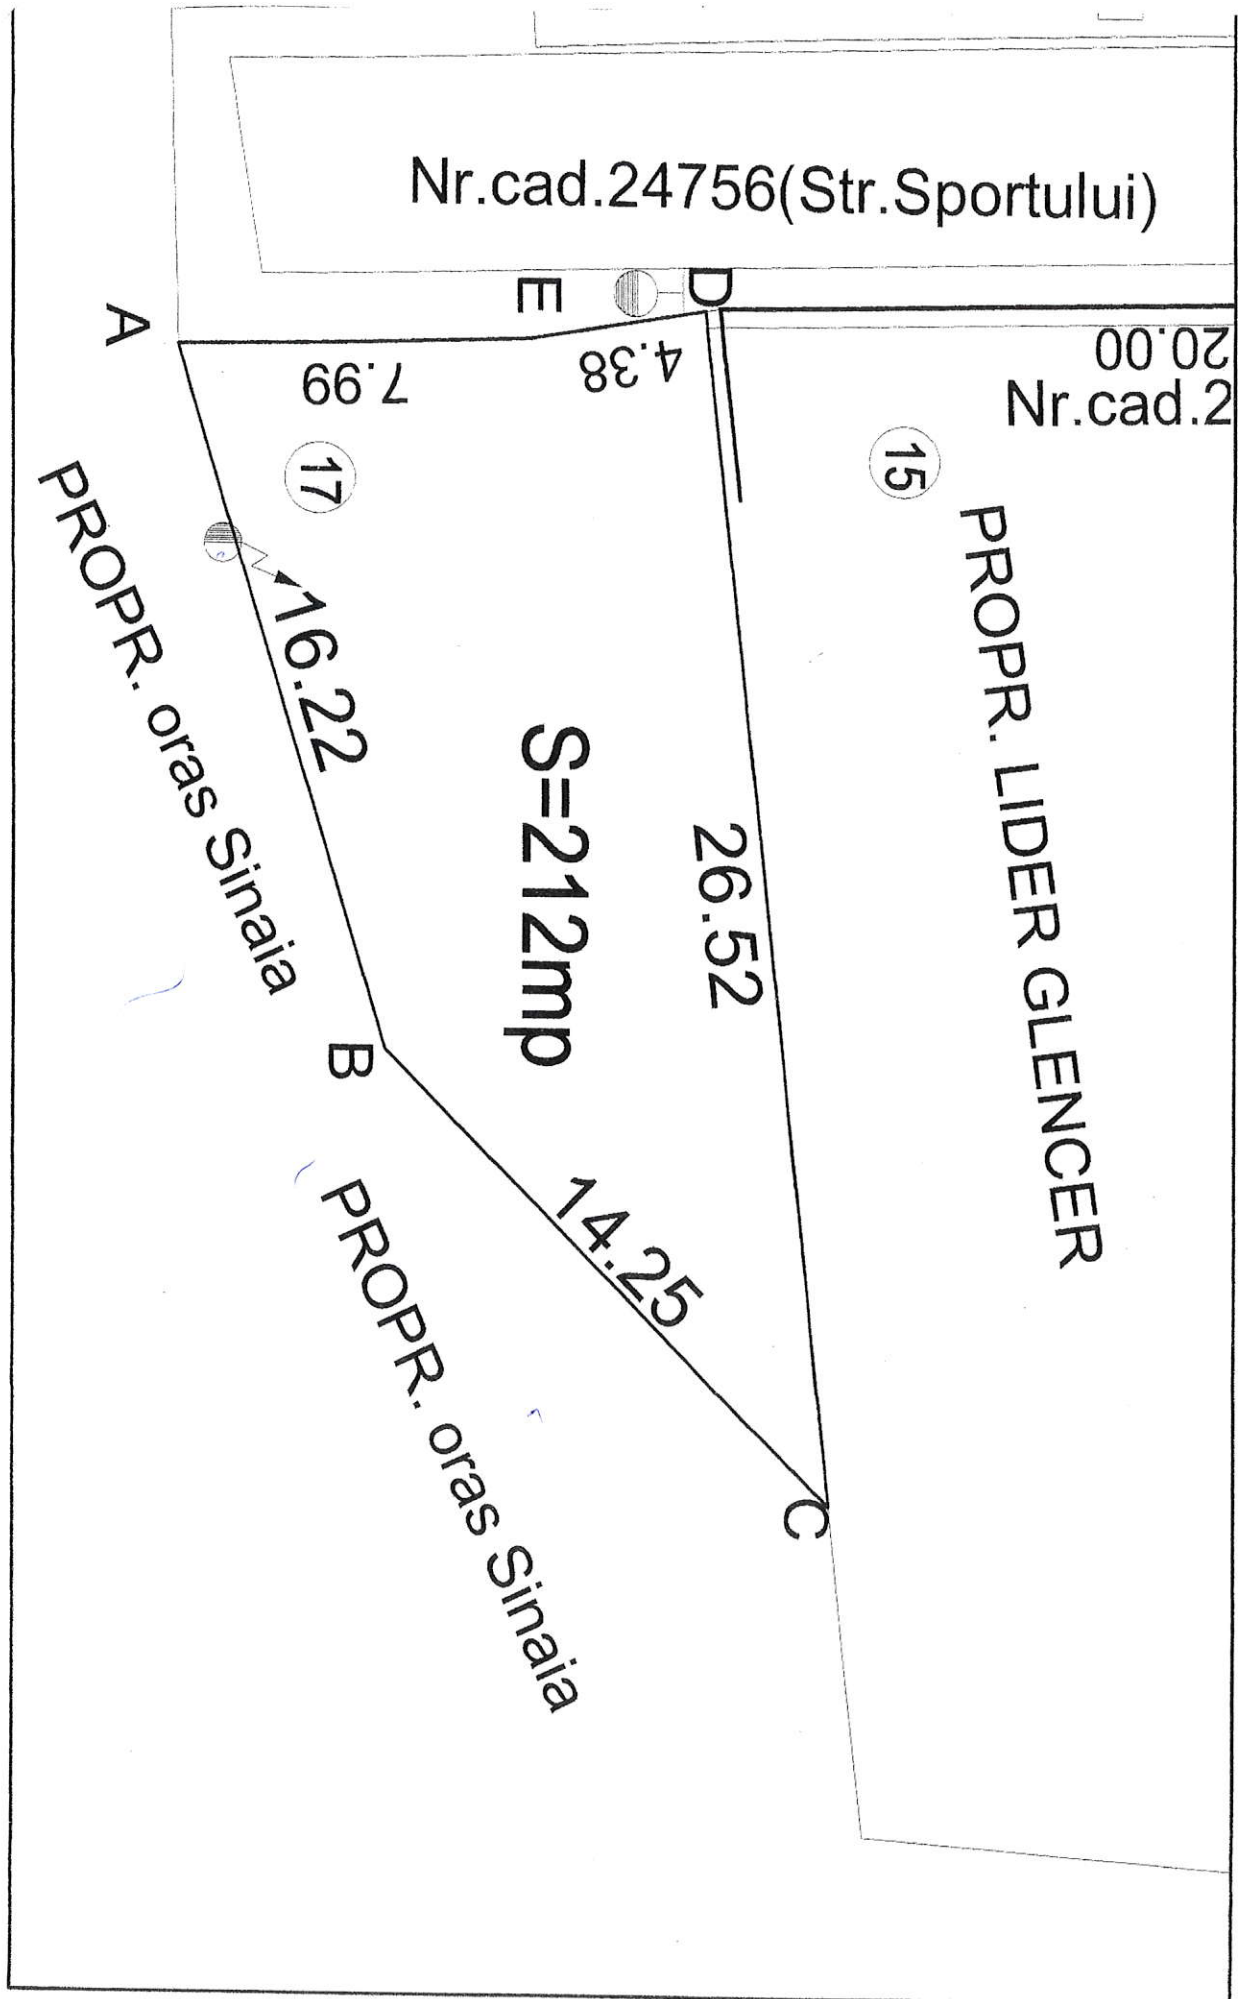 Nr.cad.24756(Str.Sportului)
A
E
D
7.99
4.38
20.00
Nr.cad.2
17
15
PROPR. LIDER GLENCER
16.22
PROPR. oras Sinaia
S=212mp
26.52
B
14.25
C
PROPR. oras Sinaia